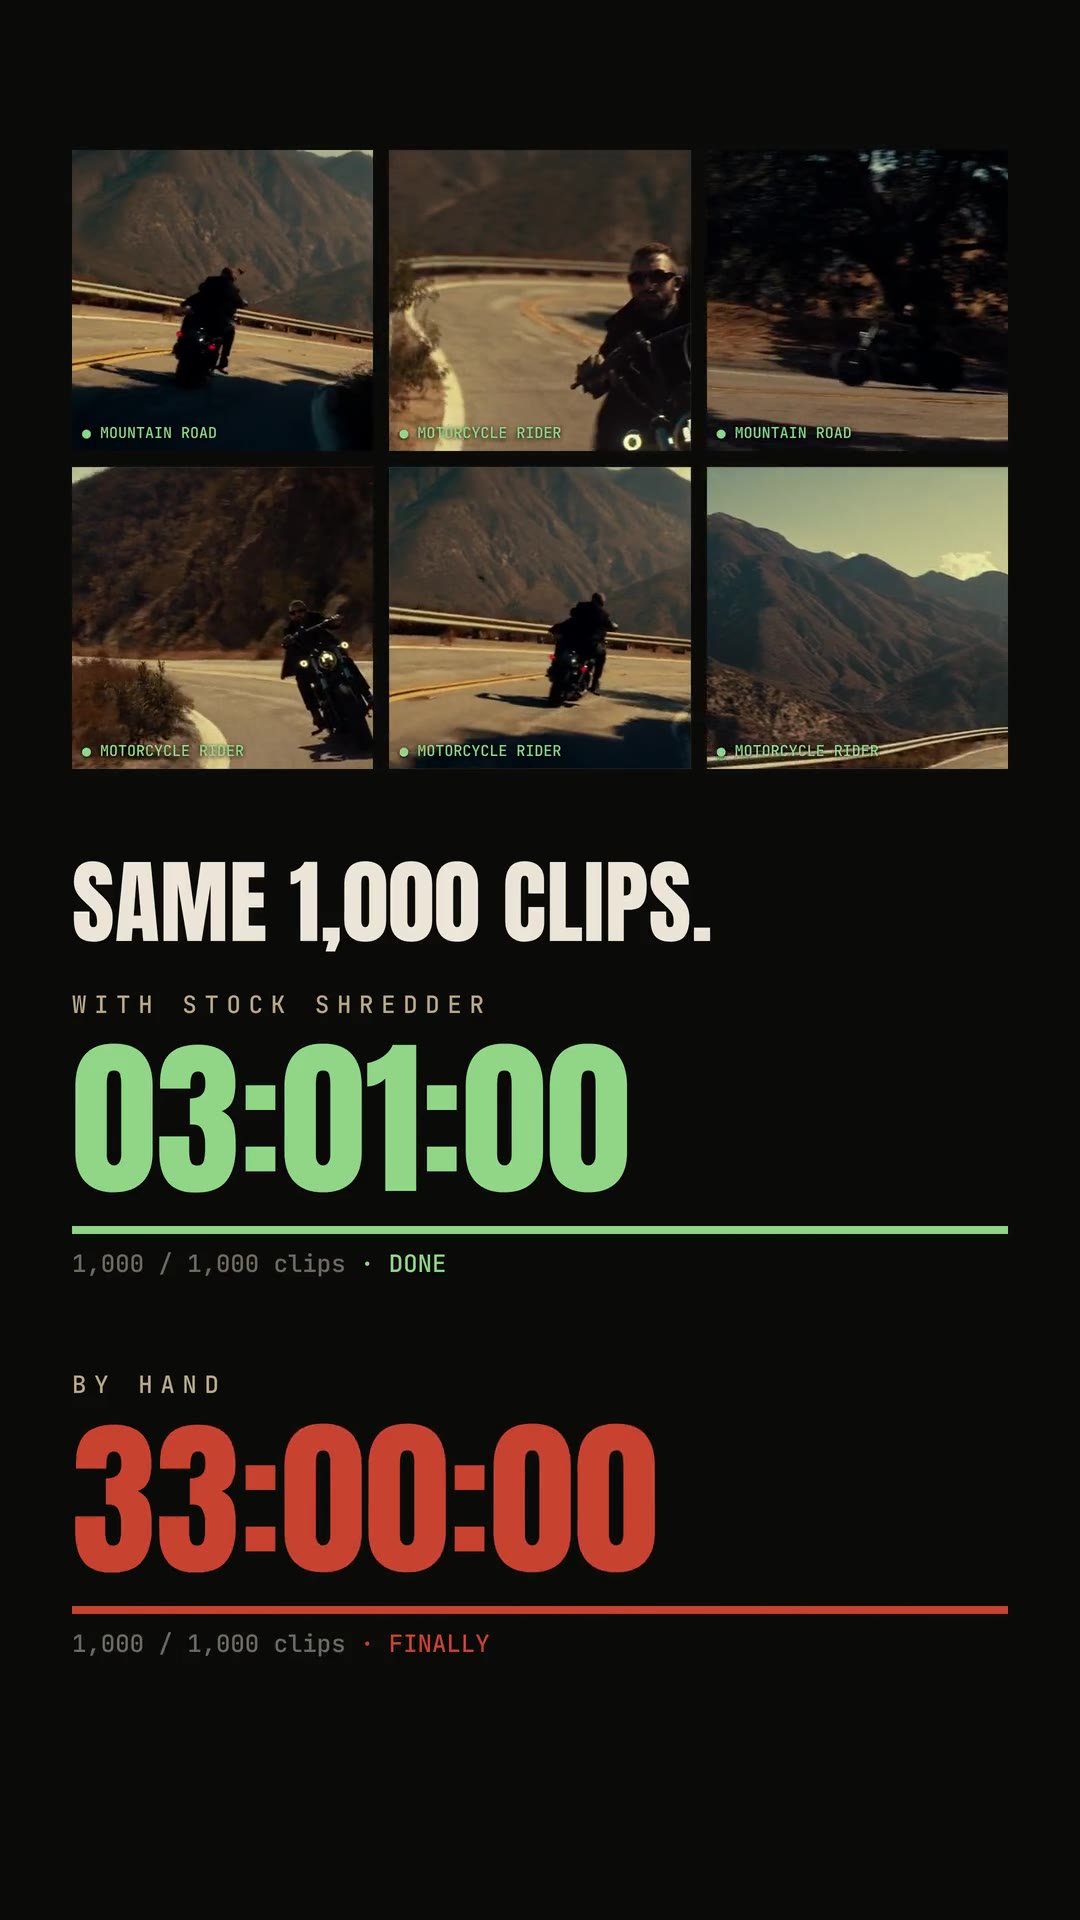 MOUNTAIN ROAD
MOTORCYCLE RIDER
MOUNTAIN ROAD
MOTORCYCLE RIDER
MOTORCYCLE RIDER
MOTORCYCLE RIDER
SAME 1,000 CLIPS.
WITH STOCK SHREDDER
03:01:00
1,000 / 1,000 clips · DONE
BY HAND
33:00:00
1,000 / 1,000 clips · FINALLY